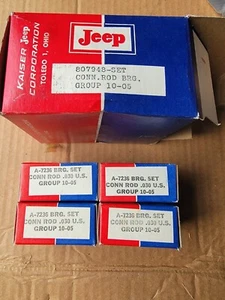 KAISER Jeep
CORPORATION
TOLEDO 1, OHIO
Jeep
807948-SET
CONN.ROD BRG.
GROUP 10-05
A-7236 BRG. SET
CONN ROD .030 U.S.
GROUP 10-05
A-7236 BRG. SET
CONN ROD .030 U.S.
GROUP 10-05
A-7236 BRG. SET
CONN ROD .030 U.S.
GROUP 10-05
A-7236 BRG. SET
CONN ROD .030 U.S.
GROUP 10-05